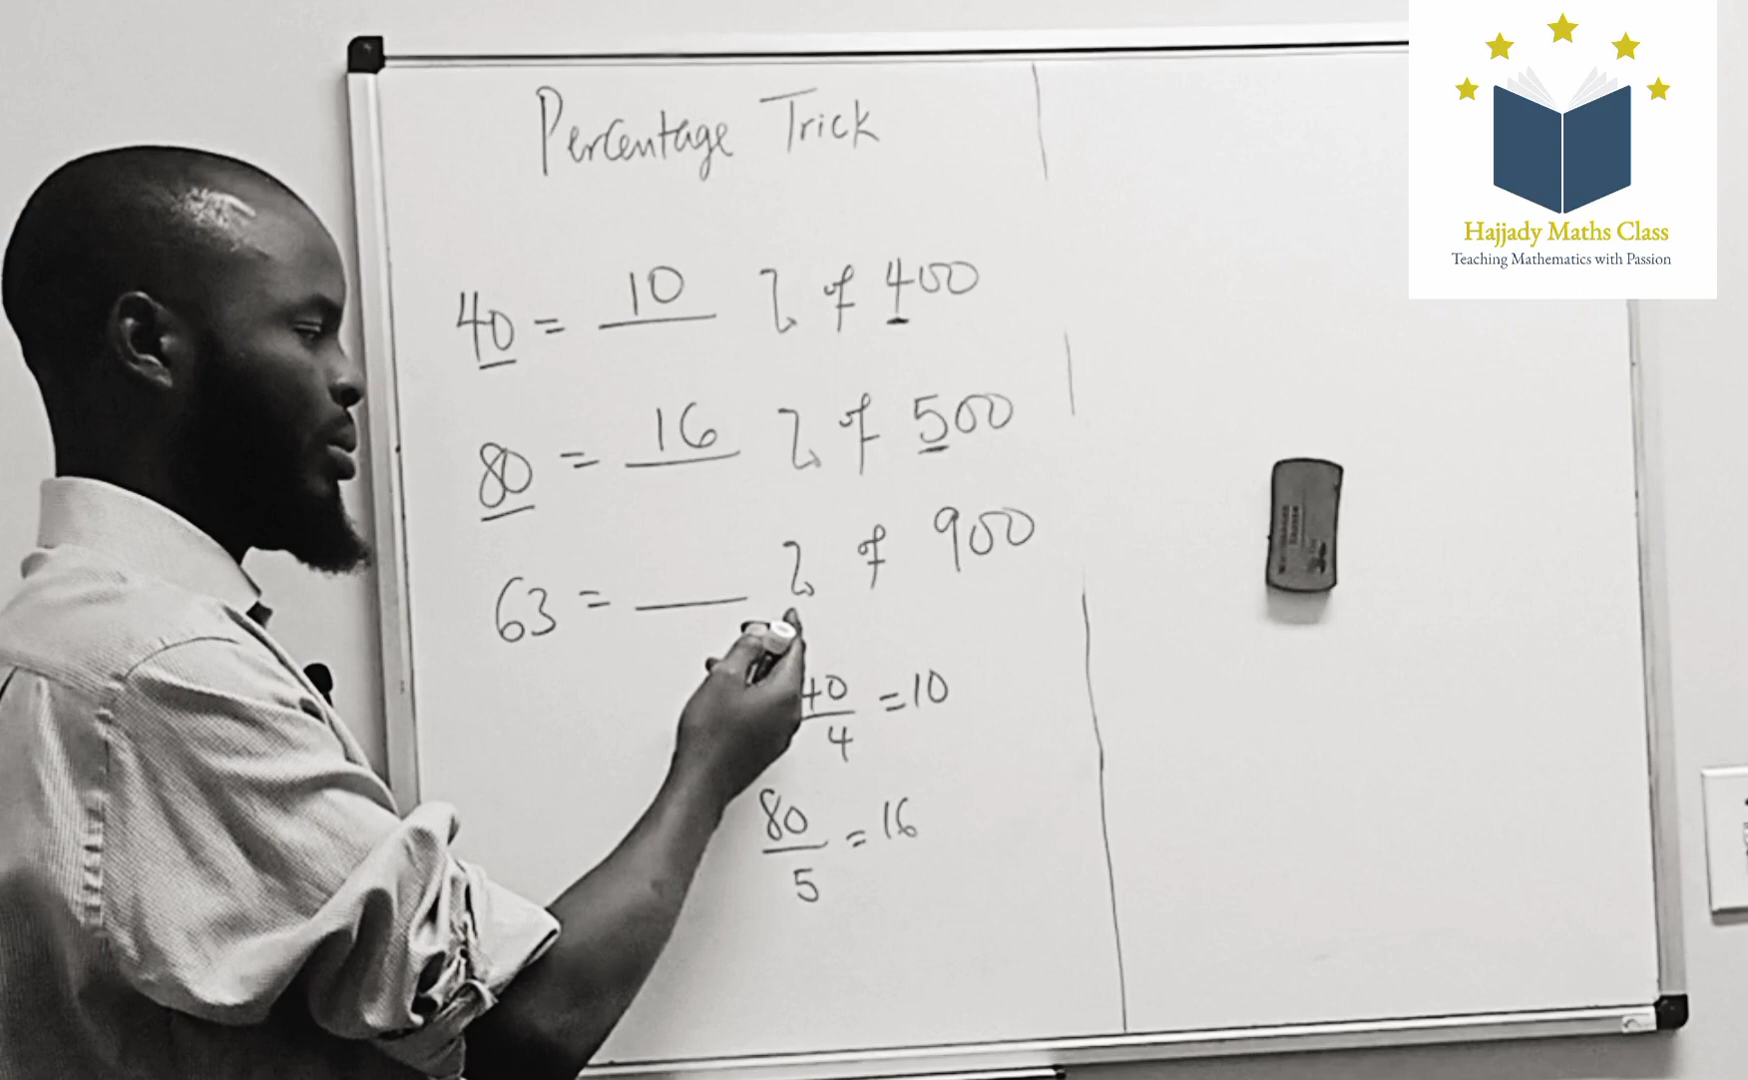 Percentage Trick
40 = 10 % of 400
80 = 16 % of 500
63 = ___ % of 900
40/4 = 10
80/5 = 16
Hajjady Maths Class
Teaching Mathematics with Passion